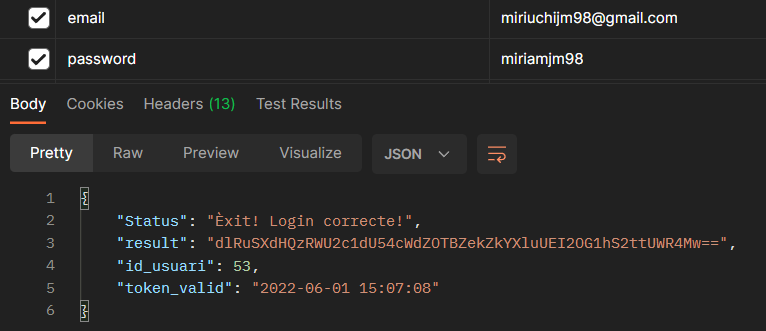 email miriuchijm98@gmail.com
password miriamjm98
Body Cookies Headers (13) Test Results
Pretty Raw Preview Visualize JSON
1 {
2 "Status": "Èxit! Login correcte!",
3 "result": "dlRuSXdHQzRWU2c1dU54cWdZOTBZekZkYXluUEI2OG1hS2ttUWR4Mw==",
4 "id_usuari": 53,
5 "token_valid": "2022-06-01 15:07:08"
6 }